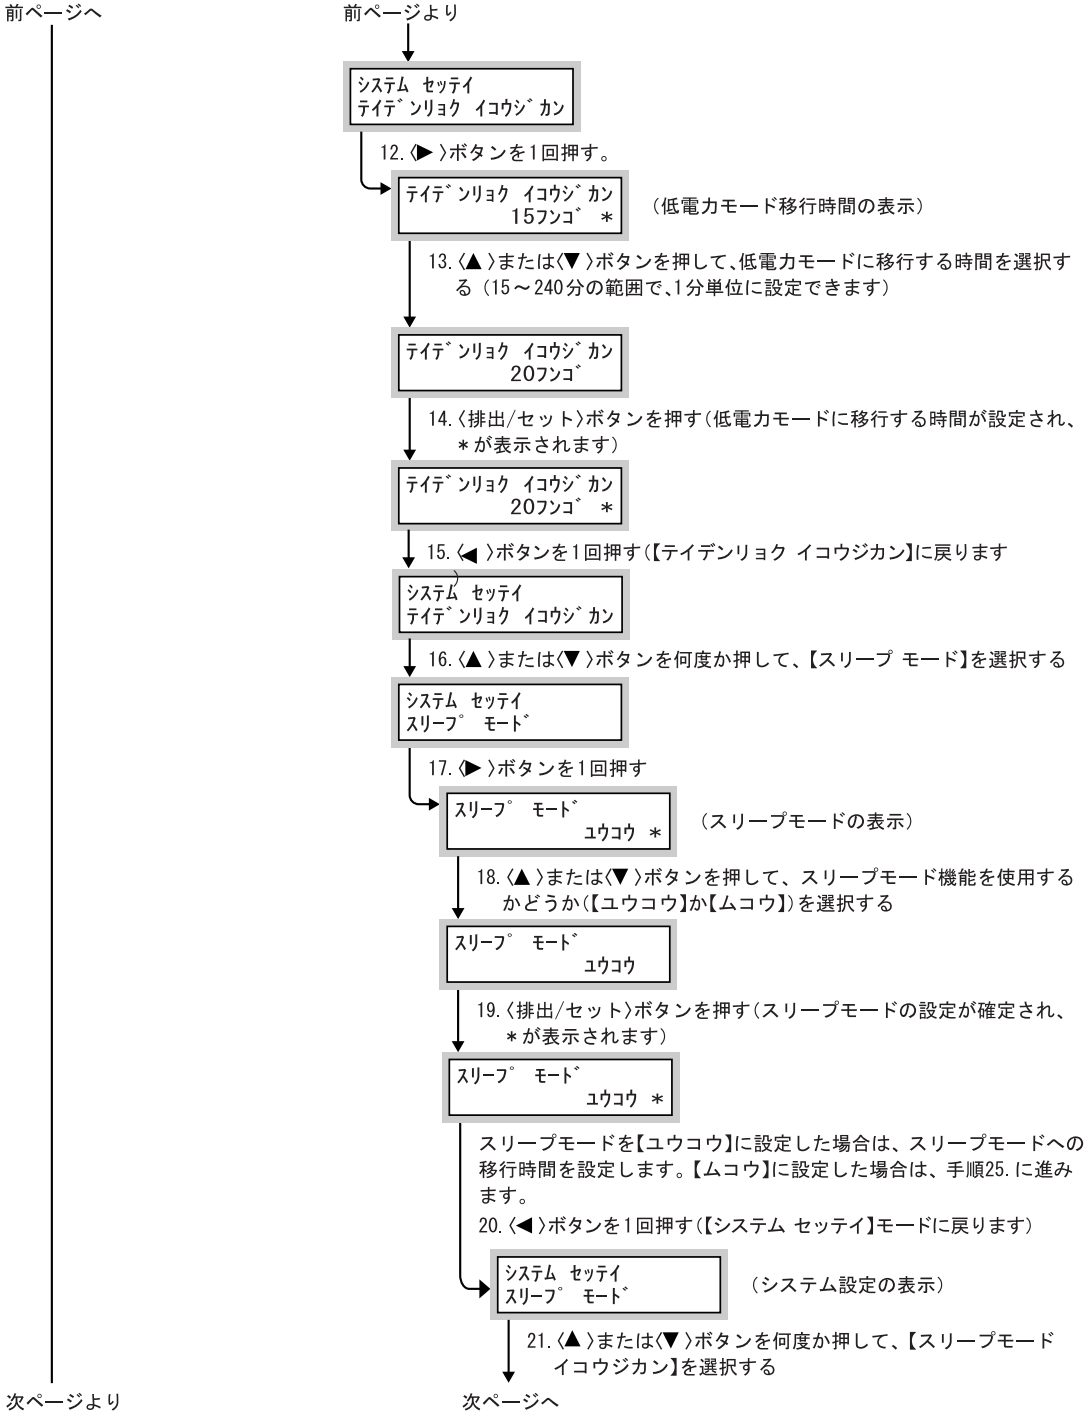 前ページへ
前ページより
システム セッテイ
テイデンリョク イコウジカン
12.〈▶〉ボタンを1回押す。
テイデンリョク イコウジカン
15フンゴ *
（低電力モード移行時間の表示）
13.〈▲〉または〈▼〉ボタンを押して、低電力モードに移行する時間を選択す
る（15～240分の範囲で、1分単位に設定できます）
テイデンリョク イコウジカン
20フンゴ
14.〈排出/セット〉ボタンを押す（低電力モードに移行する時間が設定され、
*が表示されます）
テイデンリョク イコウジカン
20フンゴ *
15.〈◀〉ボタンを1回押す（【テイデンリョク イコウジカン】に戻ります
）
システム セッテイ
テイデンリョク イコウジカン
16.〈▲〉または〈▼〉ボタンを何度か押して、【スリープ モード】を選択する
システム セッテイ
スリープ モード
17.〈▶〉ボタンを1回押す
スリープ モード
ユウコウ *
（スリープモードの表示）
18.〈▲〉または〈▼〉ボタンを押して、スリープモード機能を使用する
かどうか（【ユウコウ】か【ムコウ】）を選択する
スリープ モード
ユウコウ
19.〈排出/セット〉ボタンを押す（スリープモードの設定が確定され、
*が表示されます）
スリープ モード
ユウコウ *
スリープモードを【ユウコウ】に設定した場合は、スリープモードへの
移行時間を設定します。【ムコウ】に設定した場合は、手順25.に進み
ます。
20.〈◀〉ボタンを1回押す（【システム セッテイ】モードに戻ります）
システム セッテイ
スリープ モード
（システム設定の表示）
21.〈▲〉または〈▼〉ボタンを何度か押して、【スリープモード
イコウジカン】を選択する
次ページより
次ページへ